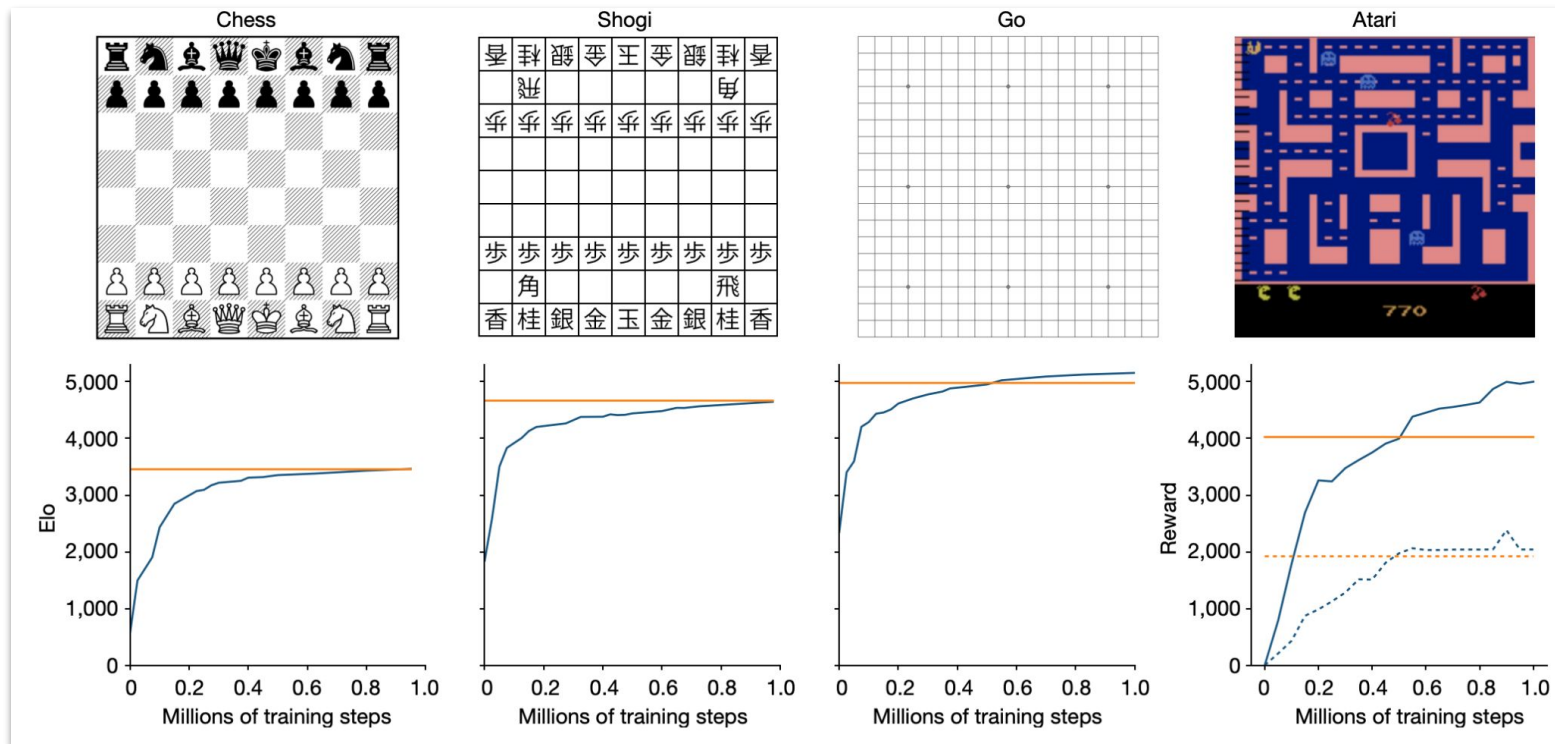 Chess
Shogi
Go
Atari
香 桂 銀 金 玉 金 銀 桂 香
飛 角
歩 歩 歩 歩 歩 歩 歩 歩 歩
歩 歩 歩 歩 歩 歩 歩 歩 歩
角 飛
香 桂 銀 金 玉 金 銀 桂 香
770
Elo
5,000
4,000
3,000
2,000
1,000
0
0 0.2 0.4 0.6 0.8 1.0
Millions of training steps
0 0.2 0.4 0.6 0.8 1.0
Millions of training steps
0 0.2 0.4 0.6 0.8 1.0
Millions of training steps
Reward
5,000
4,000
3,000
2,000
1,000
0
0 0.2 0.4 0.6 0.8 1.0
Millions of training steps